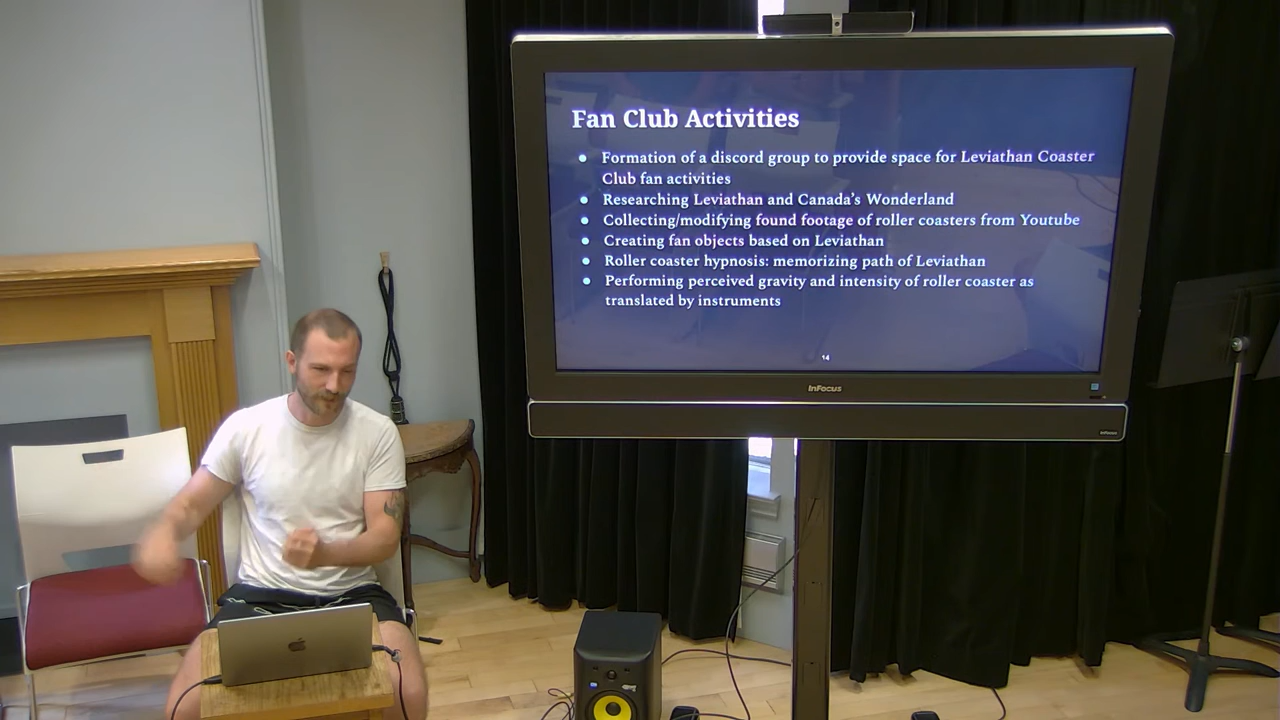 Fan Club Activities
● Formation of a discord group to provide space for Leviathan Coaster
Club fan activities
● Researching Leviathan and Canada’s Wonderland
● Collecting/modifying found footage of roller coasters from Youtube
● Creating fan objects based on Leviathan
● Roller coaster hypnosis: memorizing path of Leviathan
● Performing perceived gravity and intensity of roller coaster as
translated by instruments
14
InFocus